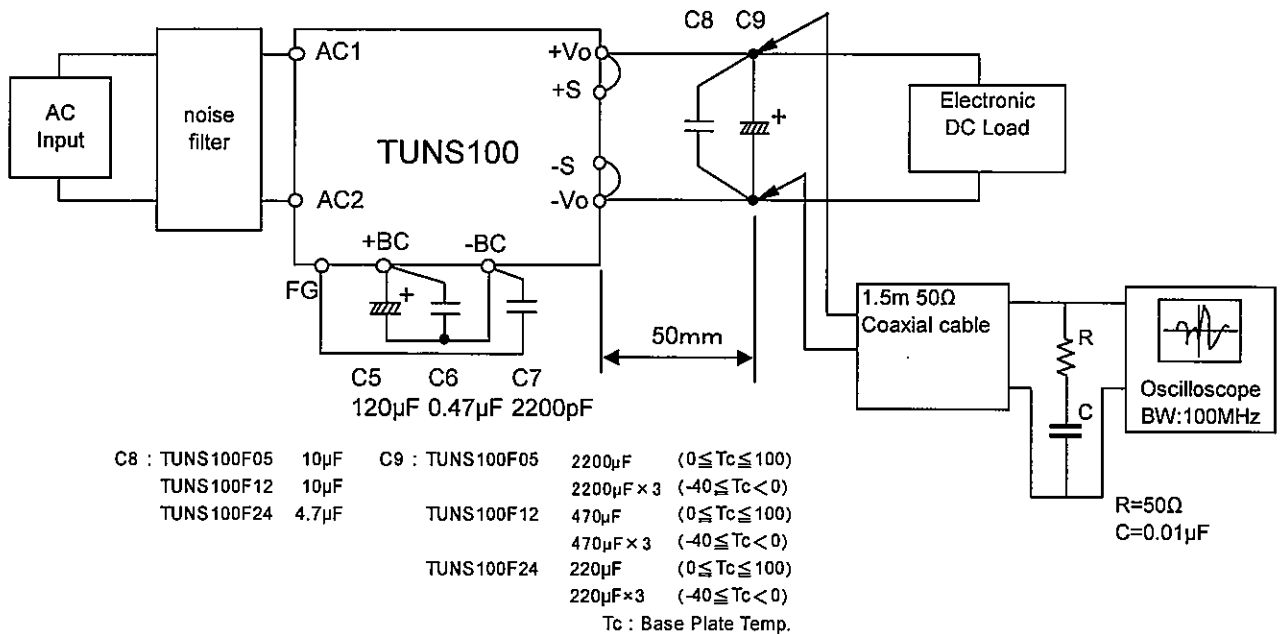 C8 C9
AC1
+Vo
+S
AC
Input
noise
filter
Electronic
DC Load
TUNS100
-S
AC2
-Vo
+BC
-BC
FG
+
+
1.5m 50Ω
Coaxial cable
50mm
R
C
Oscilloscope
BW:100MHz
C5 C6 C7
120μF 0.47μF 2200pF
R=50Ω
C=0.01μF
C8 : TUNS100F05 10μF C9 : TUNS100F05 2200μF (0≦Tc≦100)
TUNS100F12 10μF 2200μF×3 (-40≦Tc<0)
TUNS100F24 4.7μF TUNS100F12 470μF (0≦Tc≦100)
470μF×3 (-40≦Tc<0)
TUNS100F24 220μF (0≦Tc≦100)
220μF×3 (-40≦Tc<0)
Tc : Base Plate Temp.